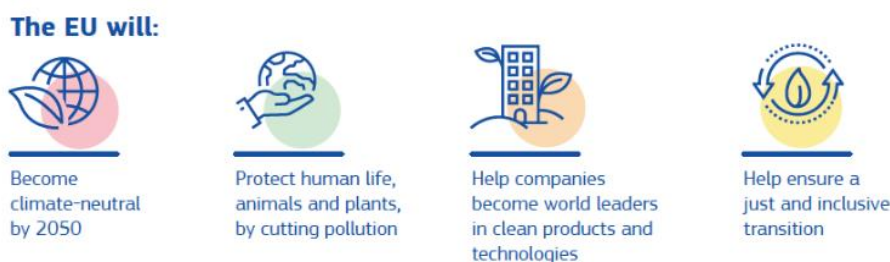 The EU will:
Become
climate-neutral
by 2050
Protect human life,
animals and plants,
by cutting pollution
Help companies
become world leaders
in clean products and
technologies
Help ensure a
just and inclusive
transition